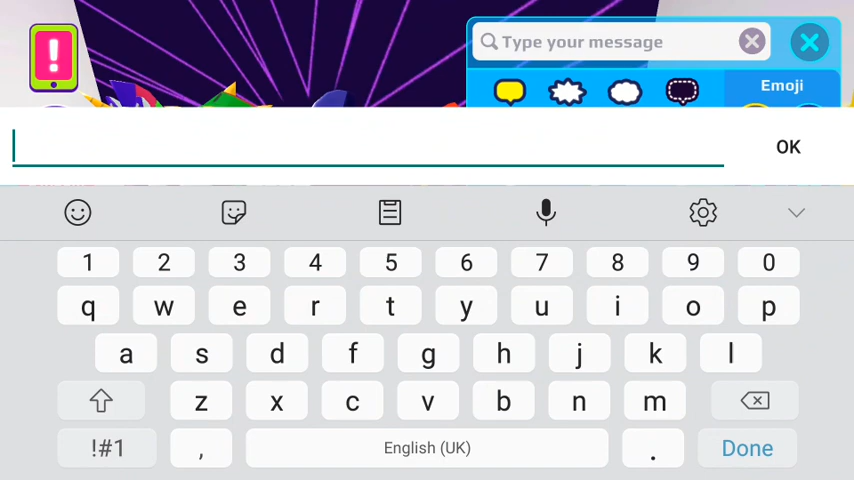 !
Type your message
Emoji
OK
1 2 3 4 5 6 7 8 9 0
q w e r t y u i o p
a s d f g h j k l
z x c v b n m
!#1 , English (UK) . Done